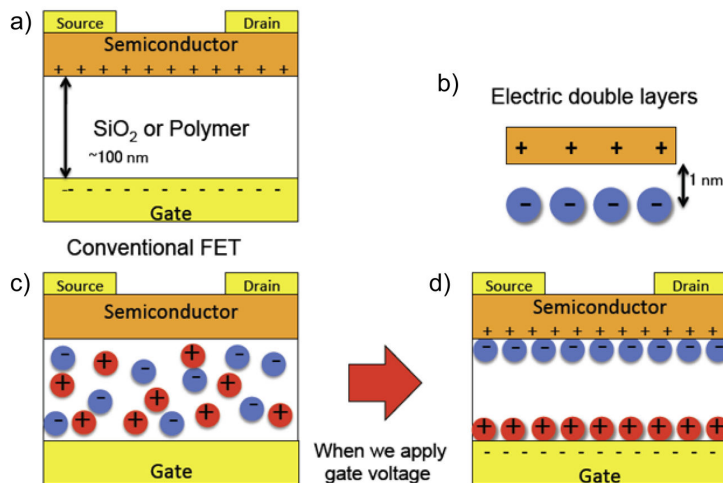 a)
Source
Drain
Semiconductor
+ + + + + + + + + + +
SiO₂ or Polymer
~100 nm
- - - - - - - - - - -
Gate
Conventional FET
b)
Electric double layers
+ + + +
1 nm
- - - -
c)
Source
Drain
Semiconductor
Gate
When we apply
gate voltage
d)
Source
Drain
Semiconductor
+ + + + + + + + + +
- - - - - - - - -
+ + + + + + + + +
- - - - - - - - - -
Gate